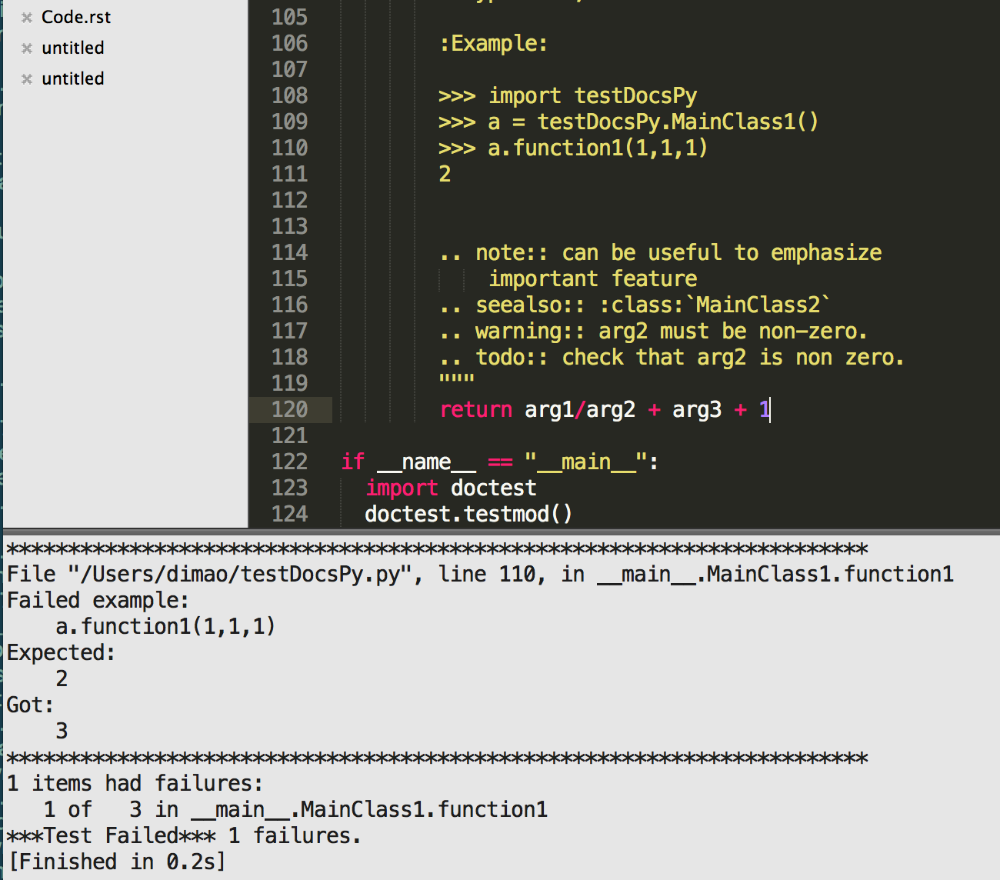 Code.rst
untitled
untitled
105
106 :Example:
107
108 >>> import testDocsPy
109 >>> a = testDocsPy.MainClass1()
110 >>> a.function1(1,1,1)
111 2
112
113
114 .. note:: can be useful to emphasize
115 important feature
116 .. seealso:: :class:`MainClass2`
117 .. warning:: arg2 must be non-zero.
118 .. todo:: check that arg2 is non zero.
119 """
120 return arg1/arg2 + arg3 + 1
121
122 if __name__ == "__main__":
123 import doctest
124 doctest.testmod()
**********************************************************************
File "/Users/dimao/testDocsPy.py", line 110, in __main__.MainClass1.function1
Failed example:
a.function1(1,1,1)
Expected:
2
Got:
3
**********************************************************************
1 items had failures:
1 of 3 in __main__.MainClass1.function1
***Test Failed*** 1 failures.
[Finished in 0.2s]